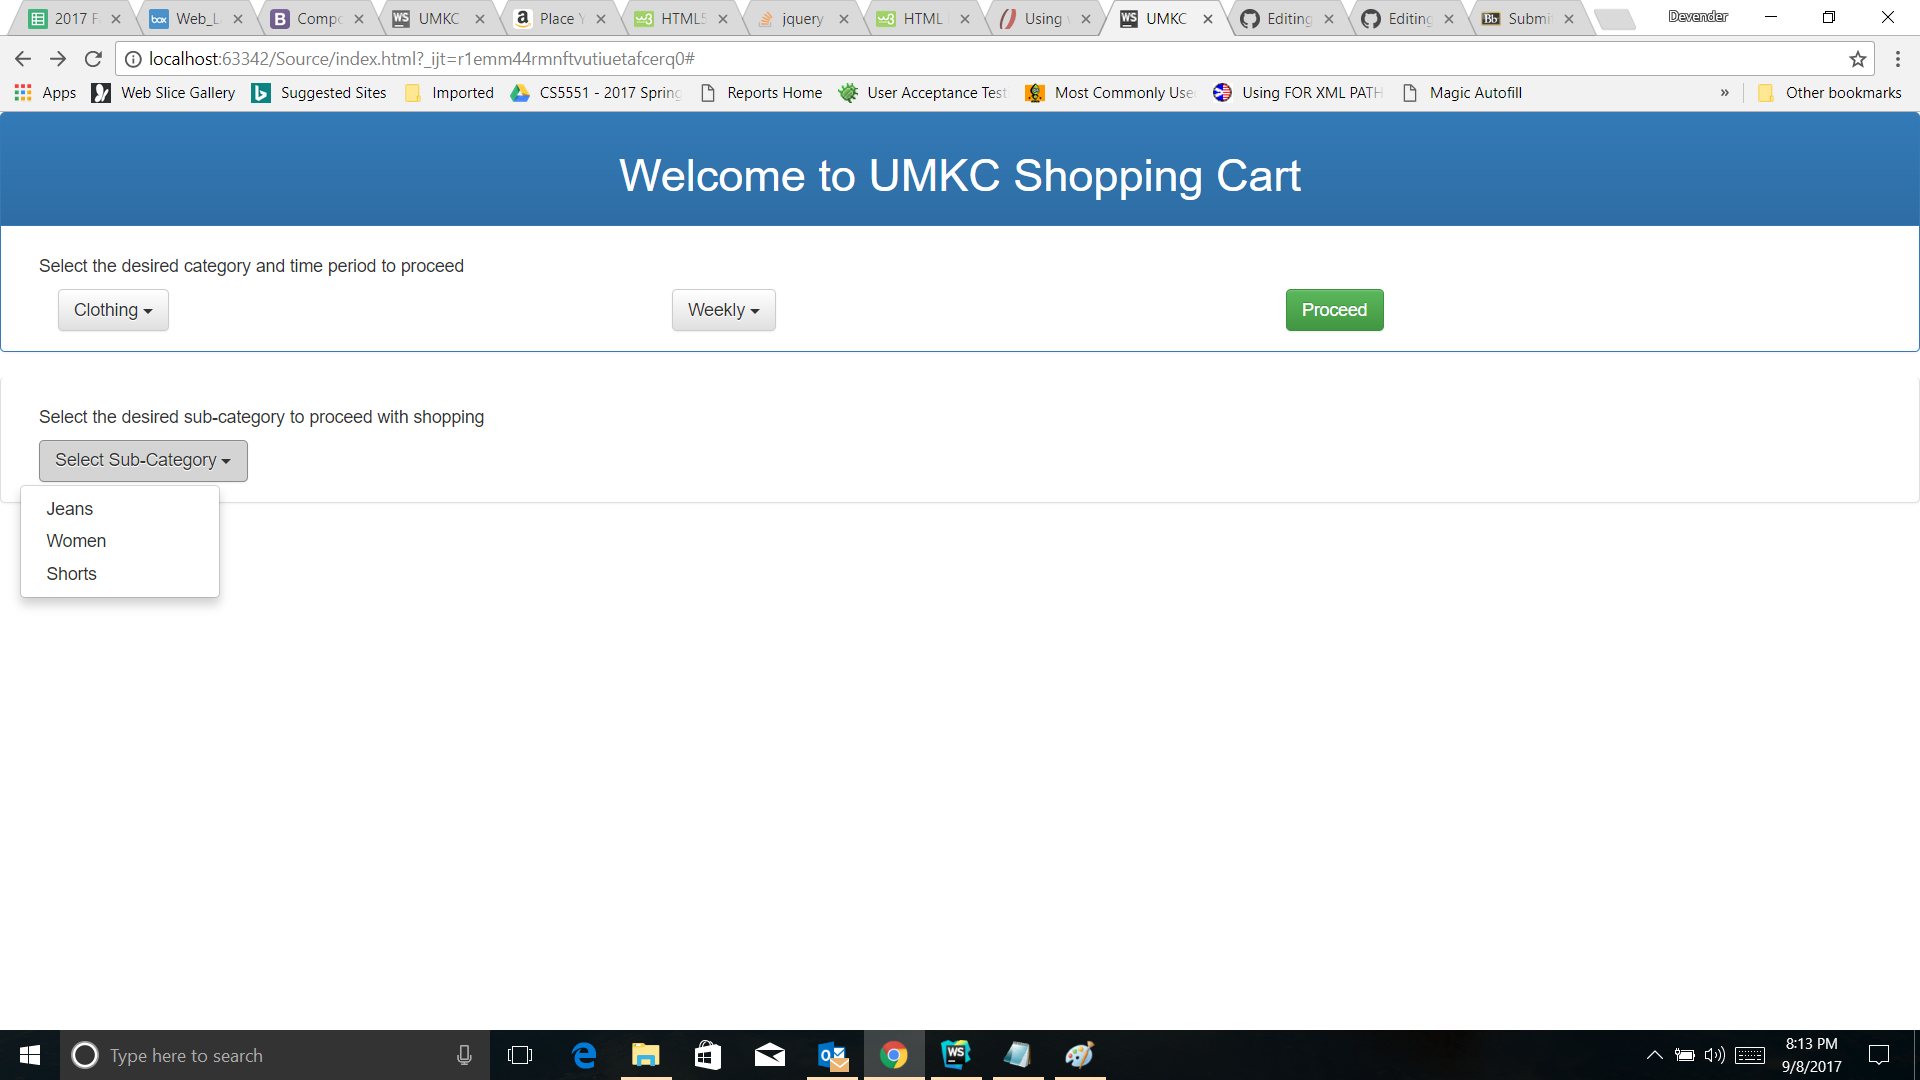 2017 F
Web_L
Compo
UMKC
Place Y
HTML5
jquery
HTML
Using
UMKC
Editing
Editing
Submi
Devender
localhost:63342/Source/index.html?_ijt=r1emm44rmnftvutiuetafcerq0#
Apps
Web Slice Gallery
Suggested Sites
Imported
CS5551 - 2017 Spring
Reports Home
User Acceptance Test
Most Commonly Use
Using FOR XML PATH
Magic Autofill
»
Other bookmarks
Welcome to UMKC Shopping Cart
Select the desired category and time period to proceed
Clothing
Weekly
Proceed
Select the desired sub-category to proceed with shopping
Select Sub-Category
Jeans
Women
Shorts
Type here to search
8:13 PM
9/8/2017